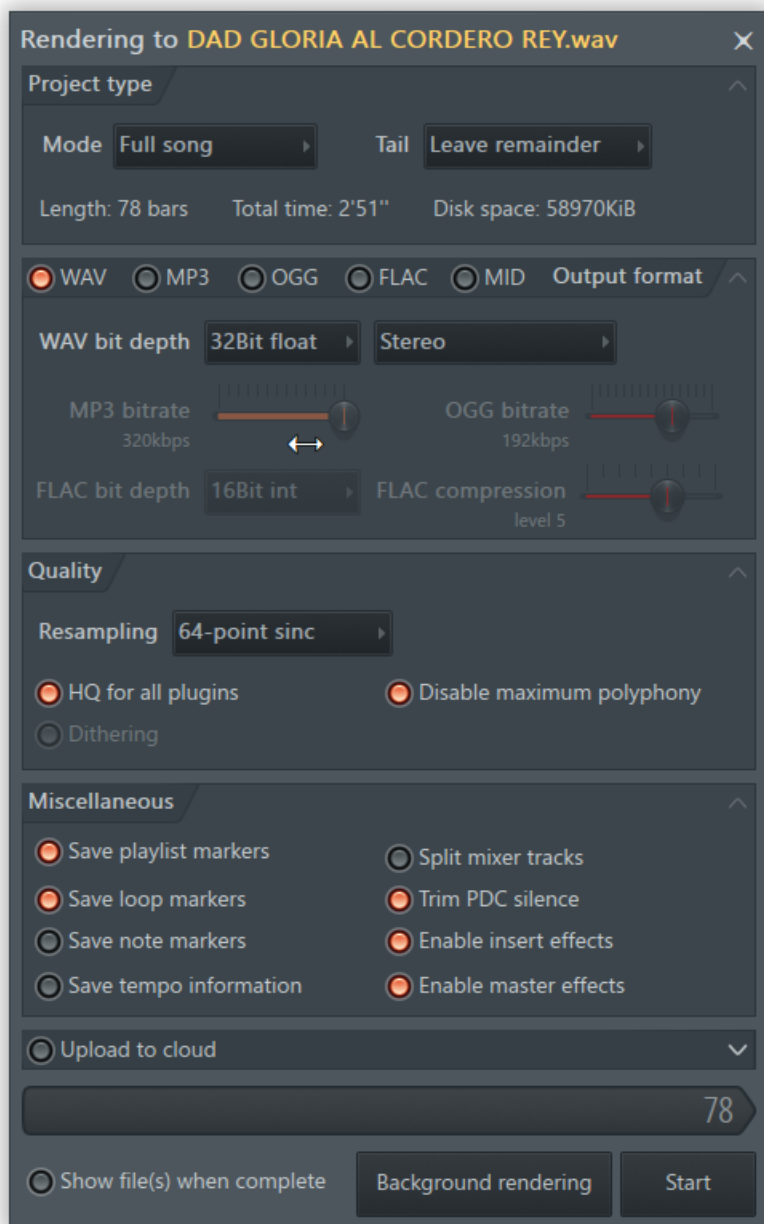 Rendering to DAD GLORIA AL CORDERO REY.wav
Project type
Mode Full song Tail Leave remainder
Length: 78 bars Total time: 2'51'' Disk space: 58970KiB
WAV MP3 OGG FLAC MID Output format
WAV bit depth 32Bit float Stereo
MP3 bitrate OGG bitrate
320kbps 192kbps
FLAC bit depth 16Bit int FLAC compression
level 5
Quality
Resampling 64-point sinc
HQ for all plugins Disable maximum polyphony
Dithering
Miscellaneous
Save playlist markers Split mixer tracks
Save loop markers Trim PDC silence
Save note markers Enable insert effects
Save tempo information Enable master effects
Upload to cloud
78
Show file(s) when complete Background rendering Start